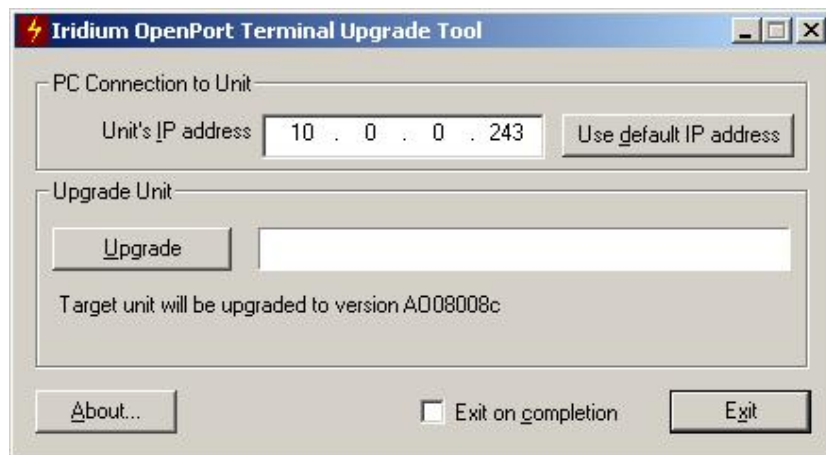 Iridium OpenPort Terminal Upgrade Tool
PC Connection to Unit
Unit's IP address 10 . 0 . 0 . 243 Use default IP address
Upgrade Unit
Upgrade
Target unit will be upgraded to version AO08008c
About... Exit on completion Exit